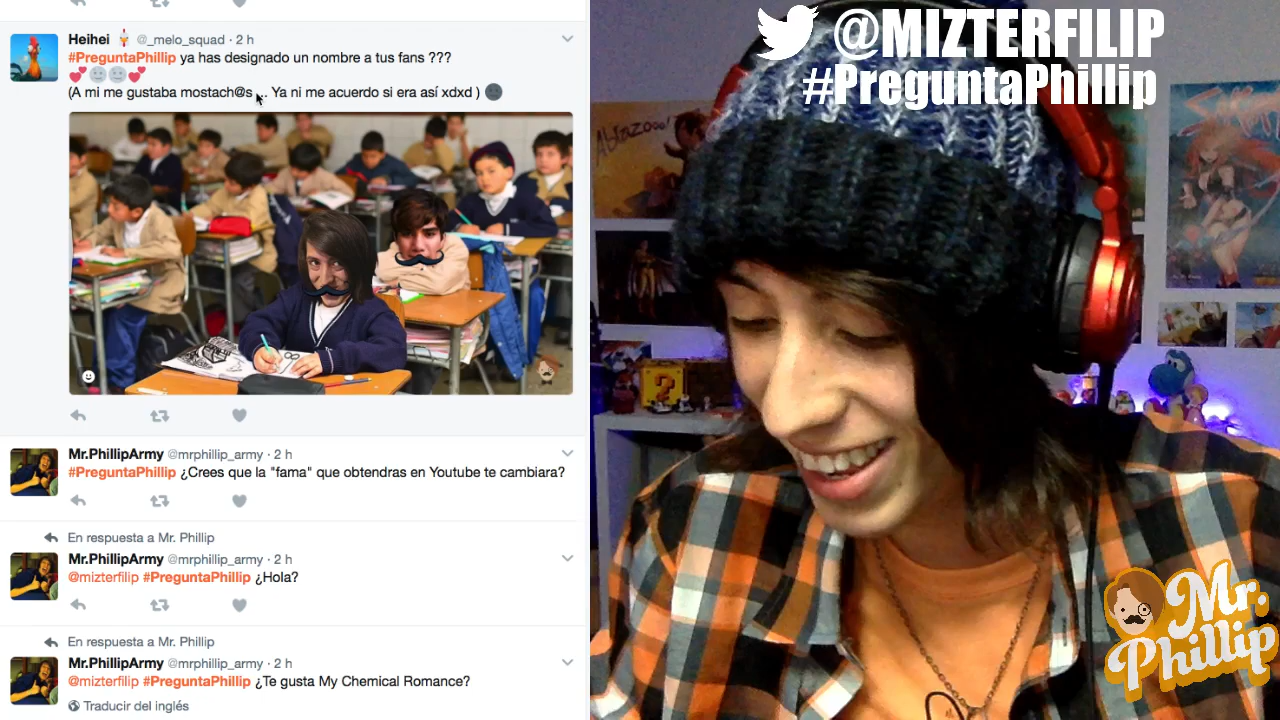 Heihei @_melo_squad · 2 h
#PreguntaPhillip ya has designado un nombre a tus fans ???
(A mi me gustaba mostach@s ... Ya ni me acuerdo si era así xdxd )
Mr.PhillipArmy @mrphillip_army · 2 h
#PreguntaPhillip ¿Crees que la "fama" que obtendras en Youtube te cambiara?
En respuesta a Mr. Phillip
Mr.PhillipArmy @mrphillip_army · 2 h
@mizterfilip #PreguntaPhillip ¿Hola?
En respuesta a Mr. Phillip
Mr.PhillipArmy @mrphillip_army · 2 h
@mizterfilip #PreguntaPhillip ¿Te gusta My Chemical Romance?
Traducir del inglés
@MIZTERFILIP
#PreguntaPhillip
Mr.
Phillip